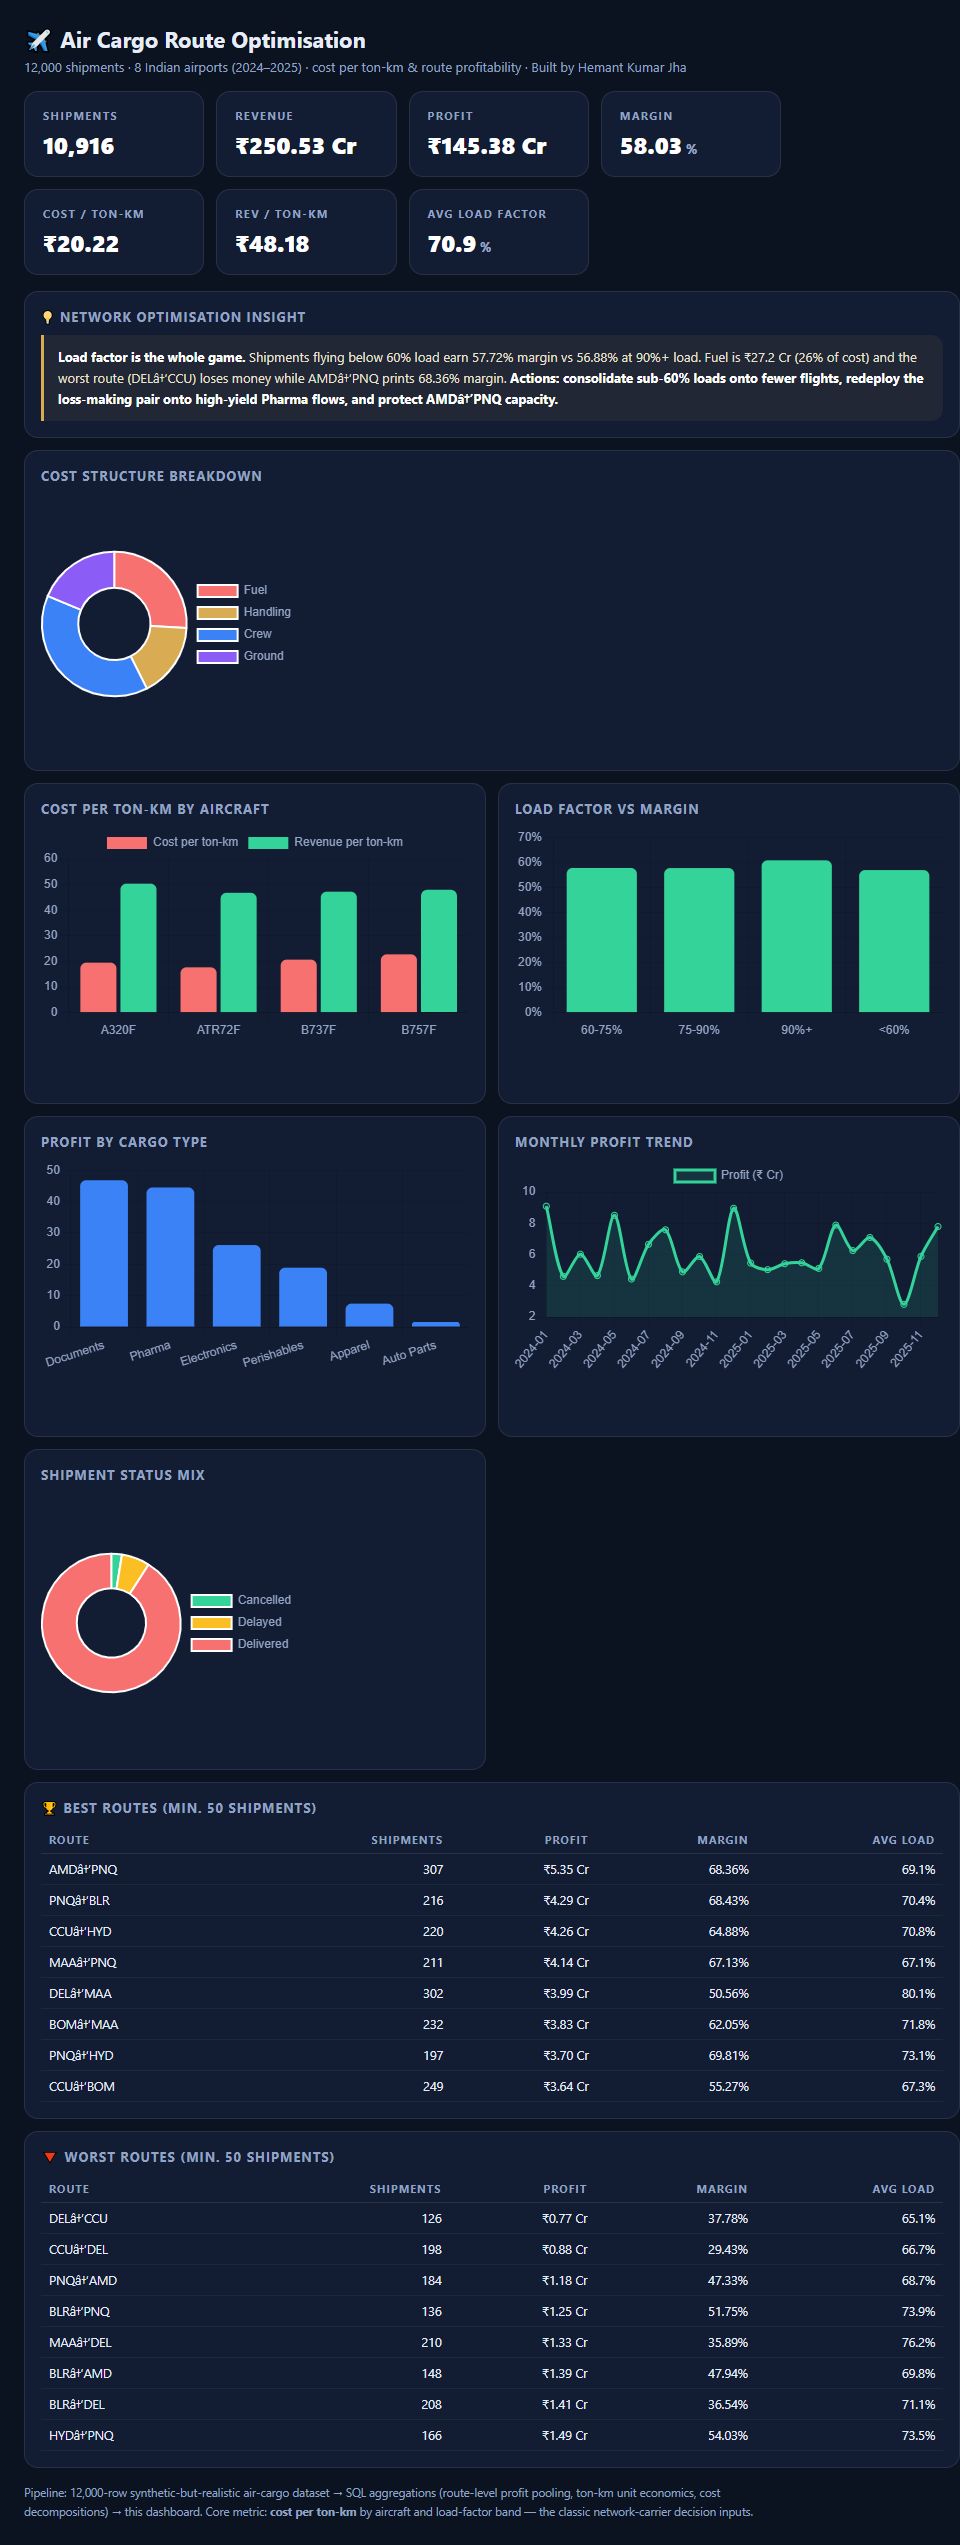 ✈️ Air Cargo Route Optimisation
12,000 shipments · 8 Indian airports (2024–2025) · cost per ton-km & route profitability · Built by Hemant Kumar Jha
SHIPMENTS REVENUE PROFIT MARGIN
10,916 ₹250.53 Cr ₹145.38 Cr 58.03 %
COST / TON-KM REV / TON-KM AVG LOAD FACTOR
₹20.22 ₹48.18 70.9 %
💡 NETWORK OPTIMISATION INSIGHT
Load factor is the whole game. Shipments flying below 60% load earn 57.72% margin vs 56.88% at 90%+ load. Fuel is ₹27.2 Cr (26% of cost) and the
worst route (DELâ†'CCU) loses money while AMDâ†'PNQ prints 68.36% margin. Actions: consolidate sub-60% loads onto fewer flights, redeploy the
loss-making pair onto high-yield Pharma flows, and protect AMDâ†'PNQ capacity.
COST STRUCTURE BREAKDOWN
Fuel
Handling
Crew
Ground
COST PER TON-KM BY AIRCRAFT
Cost per ton-km Revenue per ton-km
60
50
40
30
20
10
0
A320F ATR72F B737F B757F
LOAD FACTOR VS MARGIN
70%
60%
50%
40%
30%
20%
10%
0%
60-75% 75-90% 90%+ <60%
PROFIT BY CARGO TYPE
50
40
30
20
10
0
Documents Pharma Electronics Perishables Apparel Auto Parts
MONTHLY PROFIT TREND
Profit (₹ Cr)
10
8
6
4
2
2024-01 2024-03 2024-05 2024-07 2024-09 2024-11 2025-01 2025-03 2025-05 2025-07 2025-09 2025-11
SHIPMENT STATUS MIX
Cancelled
Delayed
Delivered
🏆 BEST ROUTES (MIN. 50 SHIPMENTS)
ROUTE SHIPMENTS PROFIT MARGIN AVG LOAD
AMDâ†'PNQ 307 ₹5.35 Cr 68.36% 69.1%
PNQâ†'BLR 216 ₹4.29 Cr 68.43% 70.4%
CCUâ†'HYD 220 ₹4.26 Cr 64.88% 70.8%
MAAâ†'PNQ 211 ₹4.14 Cr 67.13% 67.1%
DELâ†'MAA 302 ₹3.99 Cr 50.56% 80.1%
BOMâ†'MAA 232 ₹3.83 Cr 62.05% 71.8%
PNQâ†'HYD 197 ₹3.70 Cr 69.81% 73.1%
CCUâ†'BOM 249 ₹3.64 Cr 55.27% 67.3%
🔻 WORST ROUTES (MIN. 50 SHIPMENTS)
ROUTE SHIPMENTS PROFIT MARGIN AVG LOAD
DELâ†'CCU 126 ₹0.77 Cr 37.78% 65.1%
CCUâ†'DEL 198 ₹0.88 Cr 29.43% 66.7%
PNQâ†'AMD 184 ₹1.18 Cr 47.33% 68.7%
BLRâ†'PNQ 136 ₹1.25 Cr 51.75% 73.9%
MAAâ†'DEL 210 ₹1.33 Cr 35.89% 76.2%
BLRâ†'AMD 148 ₹1.39 Cr 47.94% 69.8%
BLRâ†'DEL 208 ₹1.41 Cr 36.54% 71.1%
HYDâ†'PNQ 166 ₹1.49 Cr 54.03% 73.5%
Pipeline: 12,000-row synthetic-but-realistic air-cargo dataset → SQL aggregations (route-level profit pooling, ton-km unit economics, cost
decompositions) → this dashboard. Core metric: cost per ton-km by aircraft and load-factor band — the classic network-carrier decision inputs.